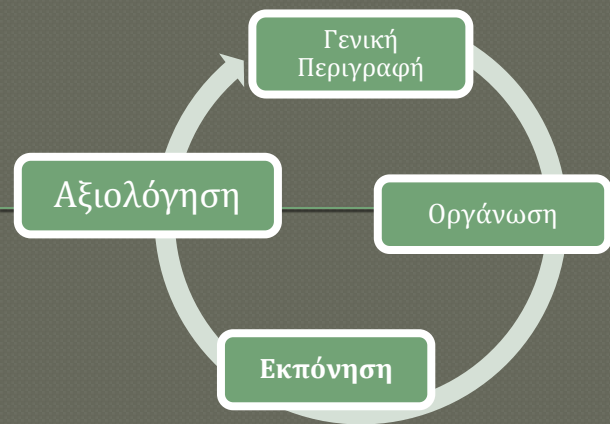 Γενική
Περιγραφή
Αξιολόγηση
Οργάνωση
Εκπόνηση